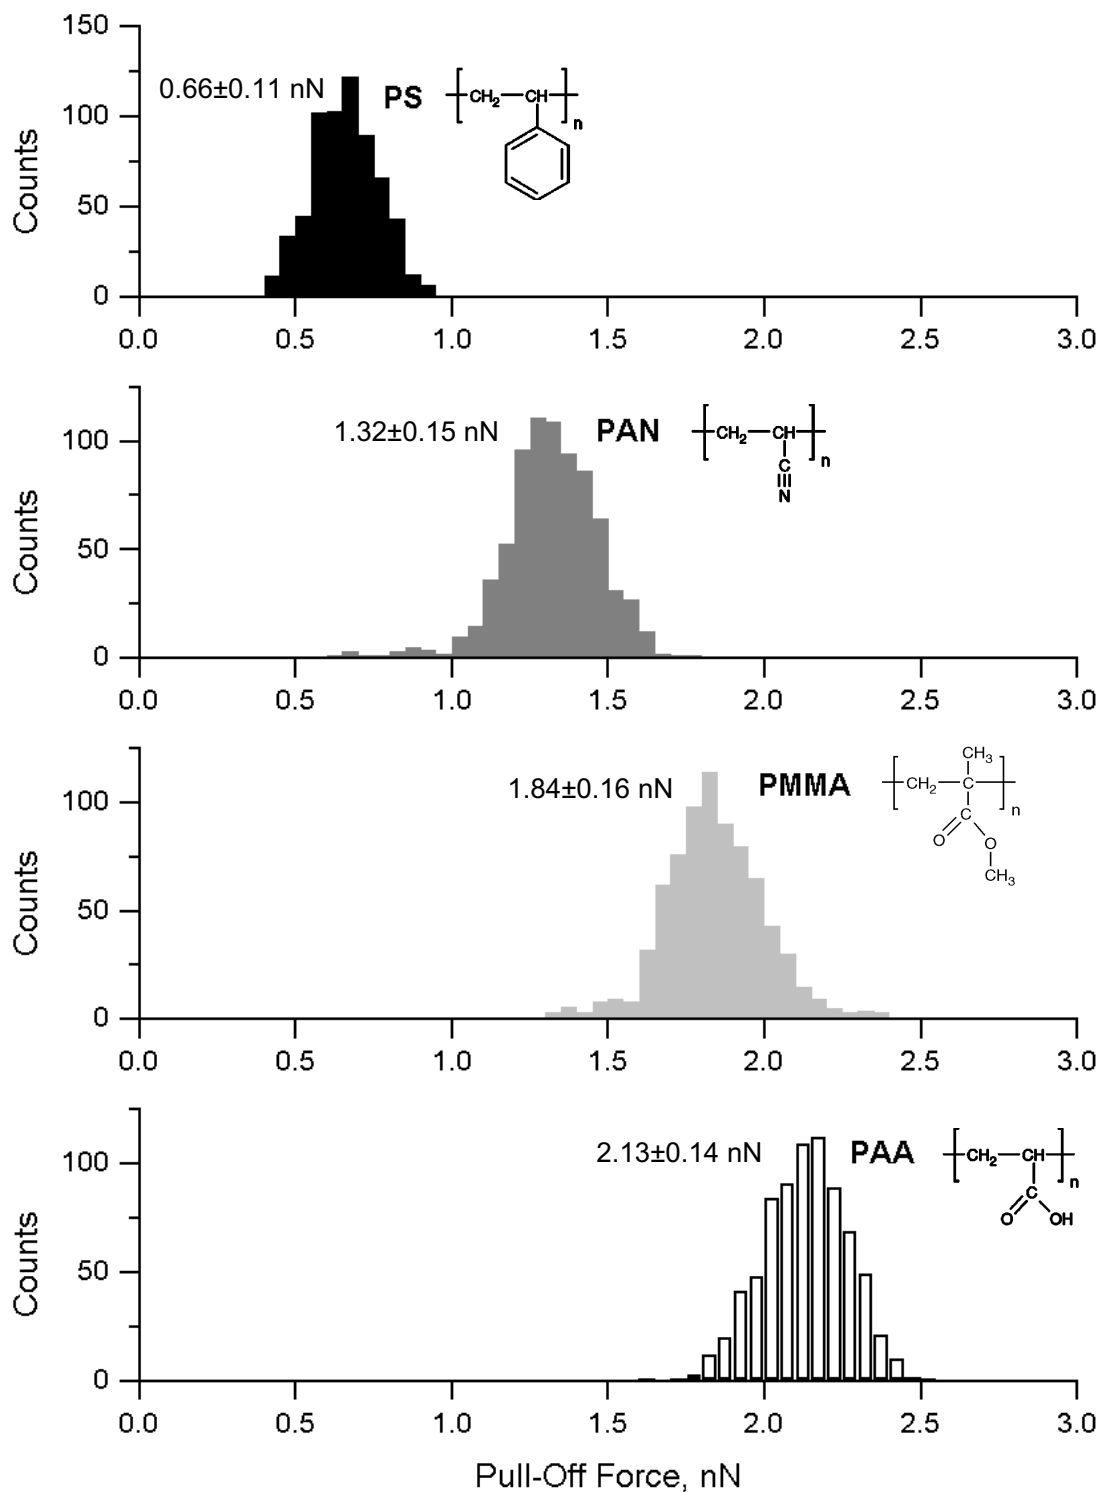 150
100
50
0
Counts
0.66±0.11 nN
PS
CH2
CH
n
0.0 0.5 1.0 1.5 2.0 2.5 3.0
100
50
0
Counts
1.32±0.15 nN
PAN
CH2
CH
n
C
N
0.0 0.5 1.0 1.5 2.0 2.5 3.0
100
50
0
Counts
1.84±0.16 nN
PMMA
CH3
CH2
C
n
C
O
O
CH3
0.0 0.5 1.0 1.5 2.0 2.5 3.0
100
50
0
Counts
2.13±0.14 nN
PAA
CH2
CH
n
C
O
OH
0.0 0.5 1.0 1.5 2.0 2.5 3.0
Pull-Off Force, nN